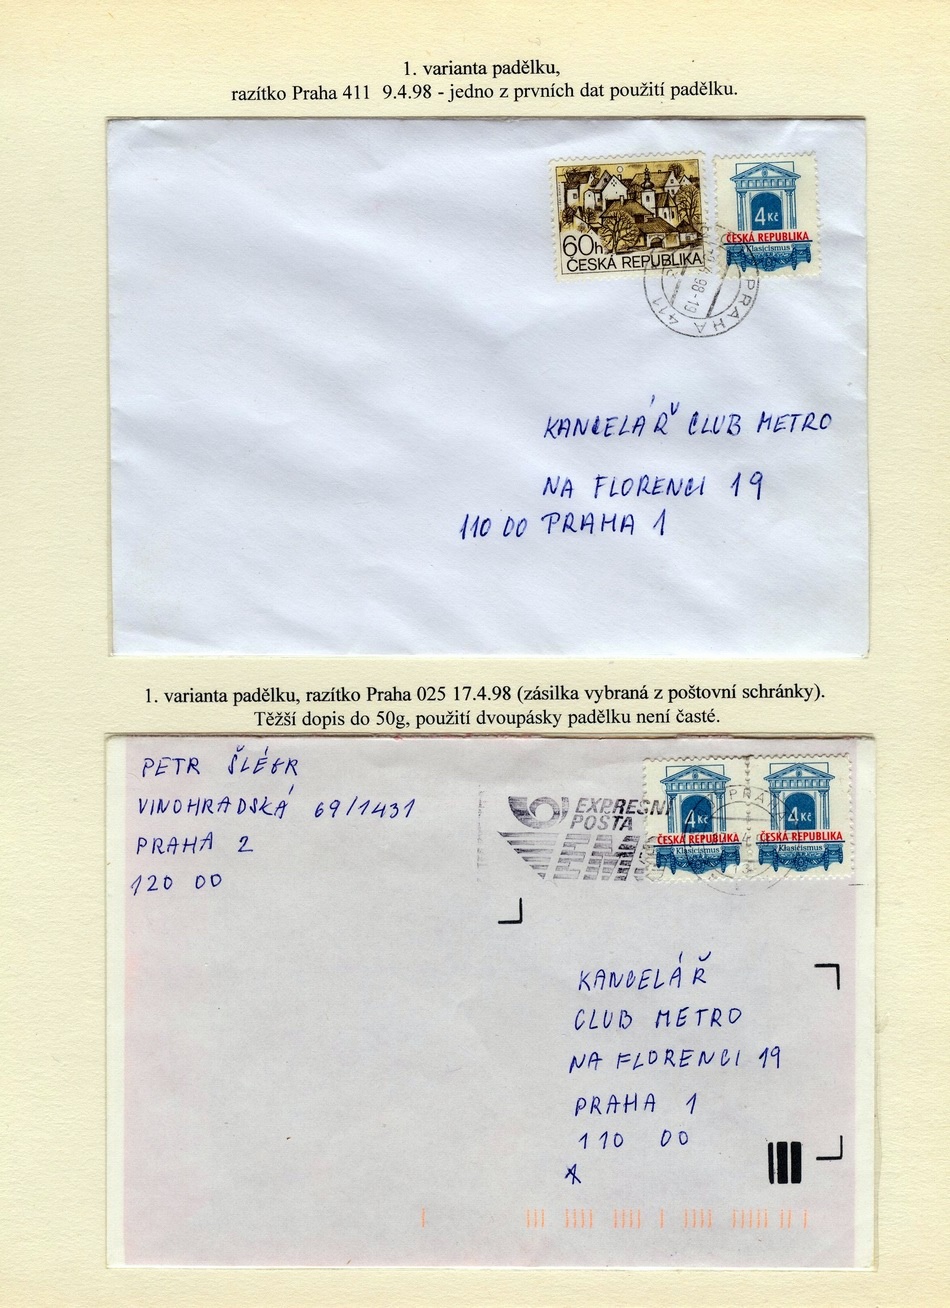 1. varianta padělku,
razítko Praha 411 9.4.98 - jedno z prvních dat použití padělku.
60h
ČESKÁ REPUBLIKA
4 Kč
ČESKÁ REPUBLIKA
Klasicismus
PRAHA 411
KANCELÁŘ CLUB METRO
NA FLORENCI 19
110 00 PRAHA 1
1. varianta padělku, razítko Praha 025 17.4.98 (zásilka vybraná z poštovní schránky).
Těžší dopis do 50g, použití dvoupásky padělku není časté.
PETR ŠLÉGR
VINOHRADSKÁ 69/1431
PRAHA 2
120 00
EXPRESNÍ
POŠTA
EMS
4 Kč
ČESKÁ REPUBLIKA
Klasicismus
4 Kč
ČESKÁ REPUBLIKA
Klasicismus
KANCELÁŘ
CLUB METRO
NA FLORENCI 19
PRAHA 1
110 00